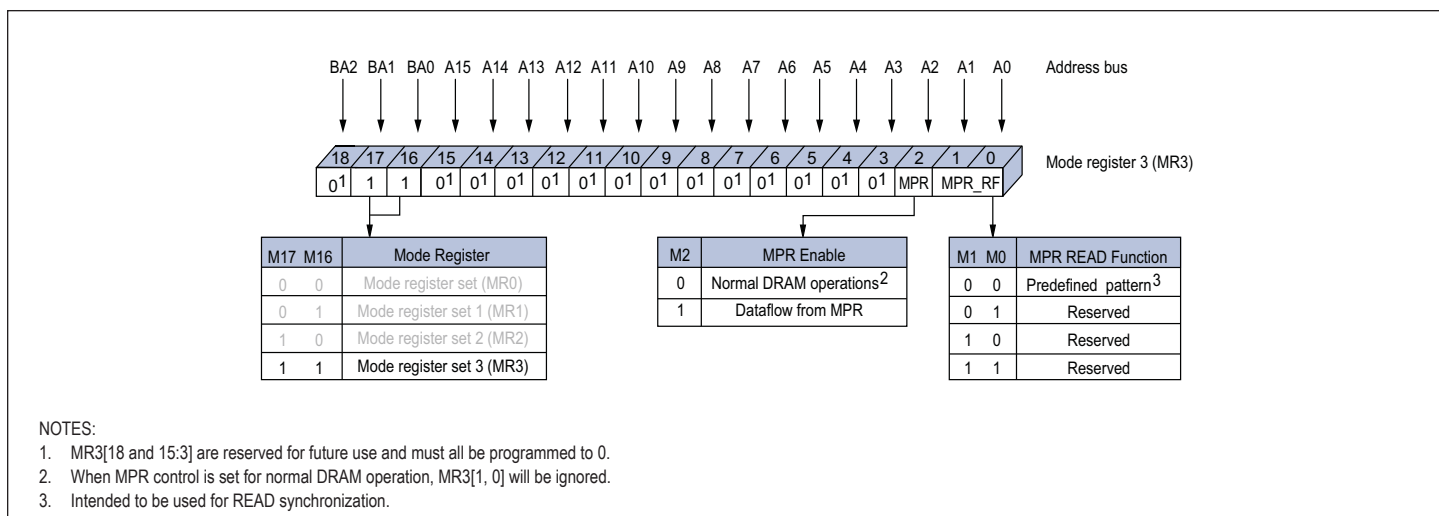 BA2 BA1 BA0 A15 A14 A13 A12 A11 A10 A9 A8 A7 A6 A5 A4 A3 A2 A1 A0 Address bus
18 17 16 15 14 13 12 11 10 9 8 7 6 5 4 3 2 1 0
Mode register 3 (MR3)
0¹ 1 1 0¹ 0¹ 0¹ 0¹ 0¹ 0¹ 0¹ 0¹ 0¹ 0¹ 0¹ 0¹ 0¹ MPR MPR_RF
M17 M16 Mode Register
0 0 Mode register set (MR0)
0 1 Mode register set 1 (MR1)
1 0 Mode register set 2 (MR2)
1 1 Mode register set 3 (MR3)
M2 MPR Enable
0 Normal DRAM operations²
1 Dataflow from MPR
M1 M0 MPR READ Function
0 0 Predefined pattern³
0 1 Reserved
1 0 Reserved
1 1 Reserved
NOTES:
1. MR3[18 and 15:3] are reserved for future use and must all be programmed to 0.
2. When MPR control is set for normal DRAM operation, MR3[1, 0] will be ignored.
3. Intended to be used for READ synchronization.